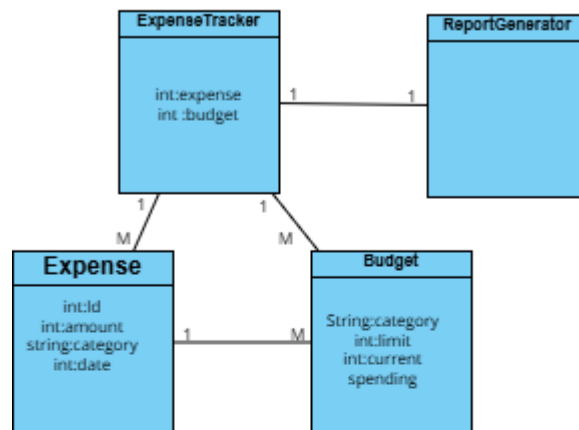 ExpenseTracker
int:expense
int :budget
ReportGenerator
1
1
1
M
1
M
Expense
int:Id
int:amount
string:category
int:date
1
M
Budget
String:category
int:limit
int:current
spending